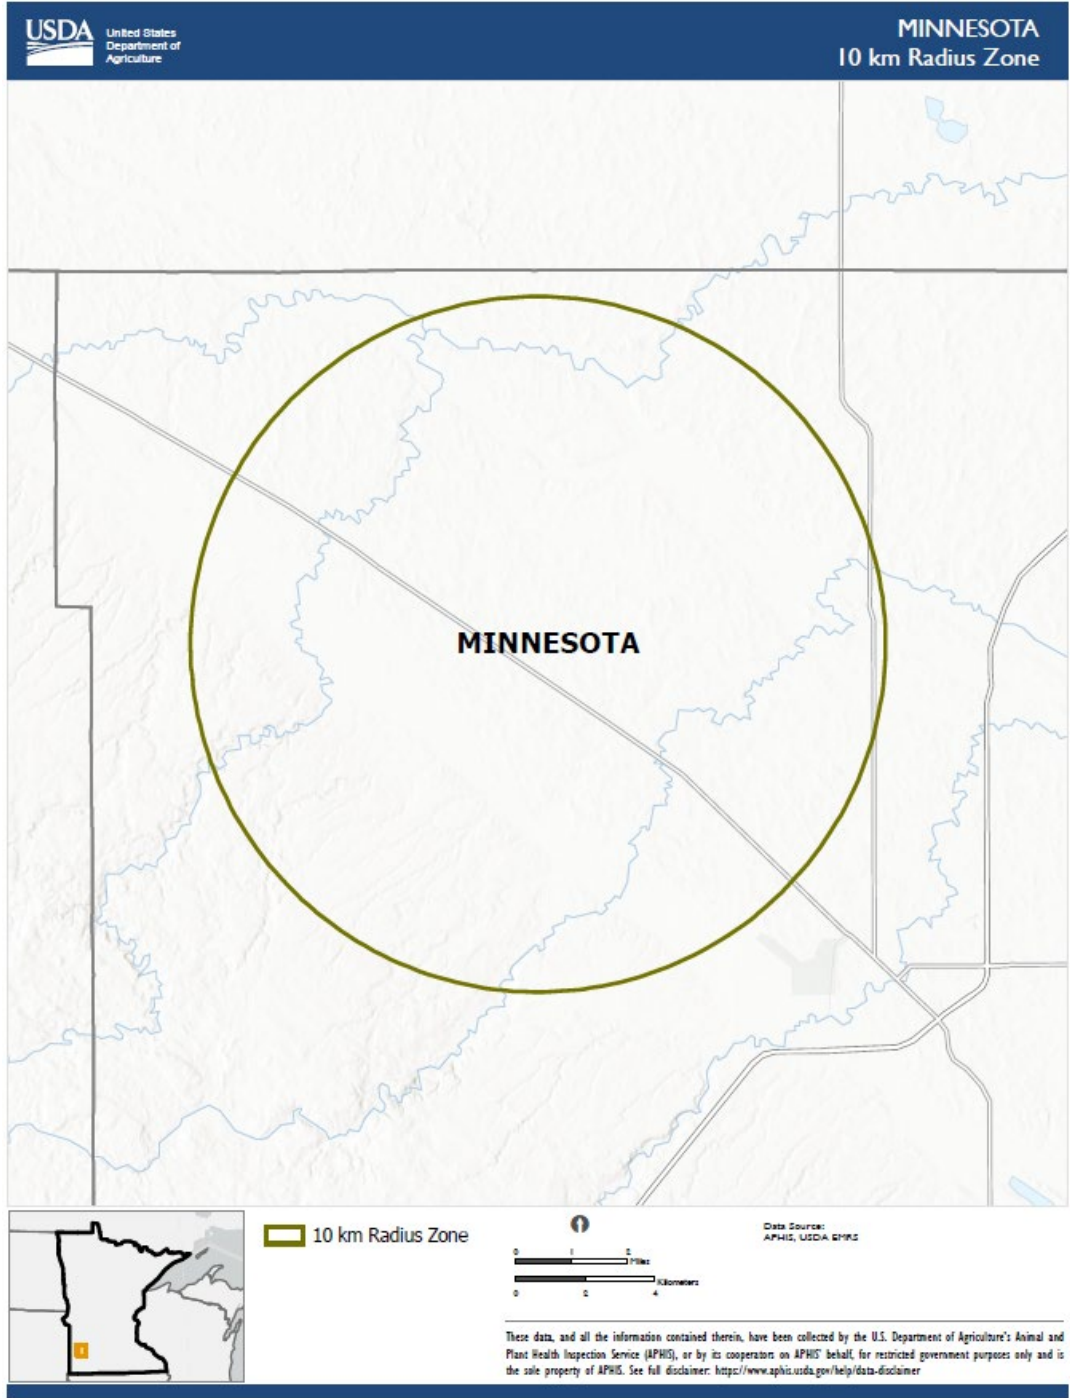 USDA
United States
Department of
Agriculture
MINNESOTA
10 km Radius Zone
MINNESOTA
10 km Radius Zone
0 1 2
Miles
Kilometers
0 2 4
Data Source:
APHIS, USDA EMRS
These data, and all the information contained therein, have been collected by the U.S. Department of Agriculture's Animal and
Plant Health Inspection Service (APHIS), or by its cooperators on APHIS' behalf, for restricted government purposes only and is
the sole property of APHIS. See full disclaimer: https://www.aphis.usda.gov/help/data-disclaimer